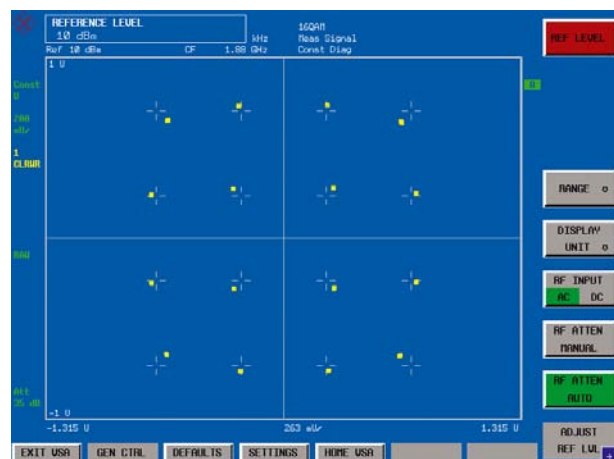 REFERENCE LEVEL
10 dBm
kHz
Ref 10 dBm
CF
1.88 GHz
16QAM
Meas Signal
Const Diag
REF LEVEL
1 U
Const
U
200
mU/
1
CLRWR
RAW
Att
35 dB
-1 U
B
RANGE
DISPLAY
UNIT
RF INPUT
AC DC
RF ATTEN
MANUAL
RF ATTEN
AUTO
ADJUST
REF LVL
-1.315 U
263 mU/
1.315 U
EXIT VSA
GEN CTRL
DEFAULTS
SETTINGS
HOME VSA